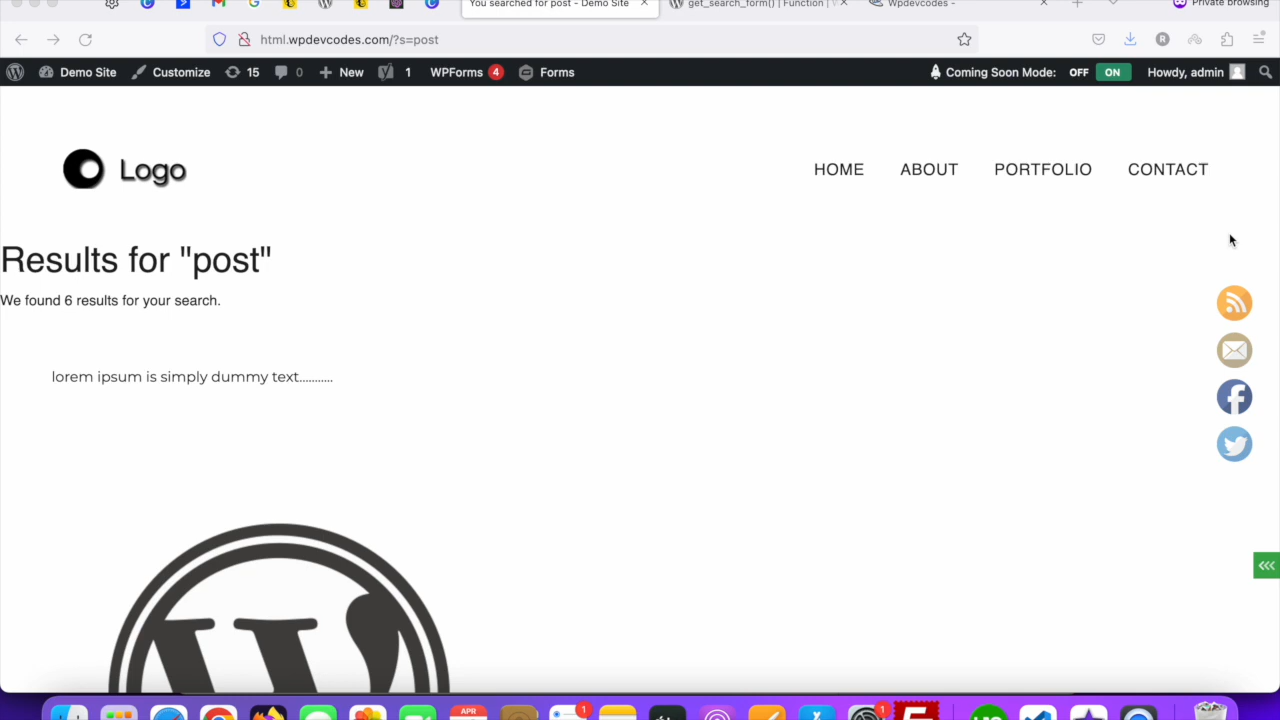 You searched for post - Demo Site
get_search_form() | Function | W
Wpdevcodes -
Private browsing
html.wpdevcodes.com/?s=post
Demo Site
Customize
15
0
New
1
WPForms 4
Forms
Coming Soon Mode: OFF ON
Howdy, admin
Logo
HOME
ABOUT
PORTFOLIO
CONTACT
Results for "post"
We found 6 results for your search.
lorem ipsum is simply dummy text...........
APR
1
1